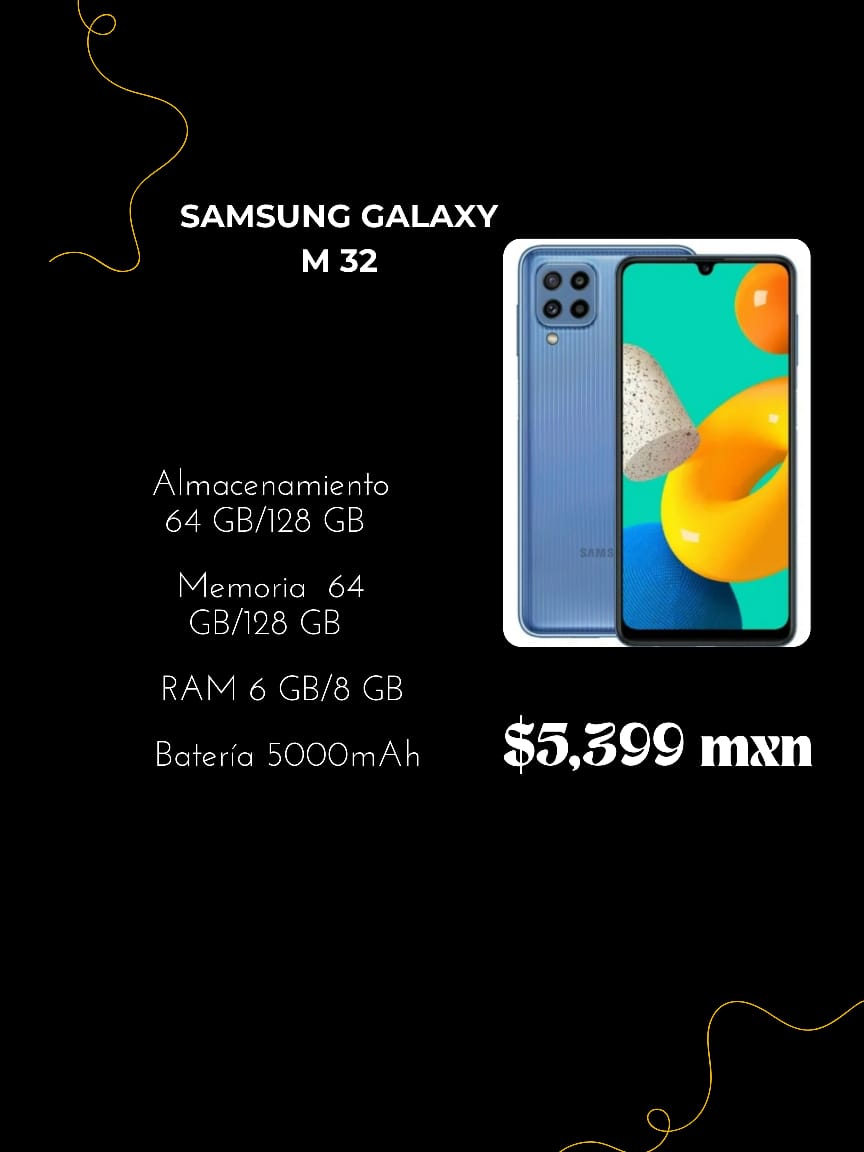 SAMSUNG GALAXY
M 32
SAMS
Almacenamiento
64 GB/128 GB
Memoria 64
GB/128 GB
RAM 6 GB/8 GB
Batería 5000mAh
$5,399 mxn